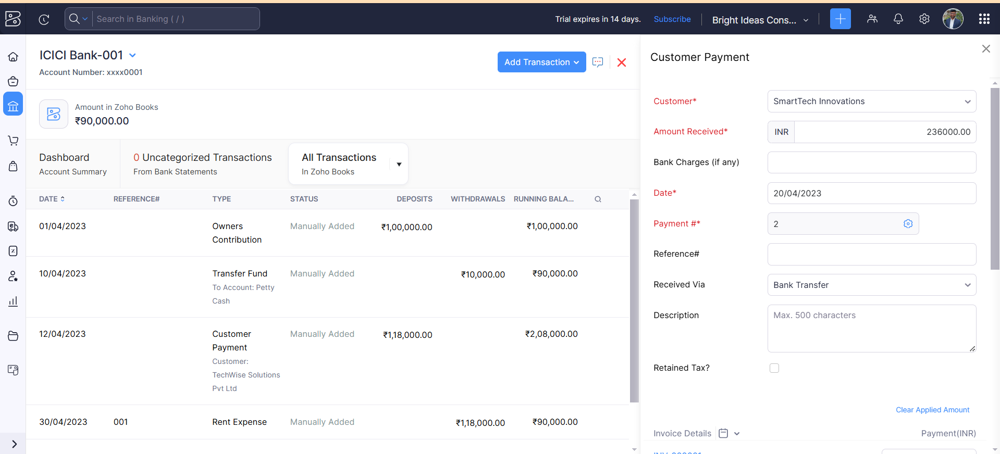 Search in Banking ( / )
Trial expires in 14 days.
Subscribe
Bright Ideas Cons...
ICICI Bank-001
Account Number: xxxx0001
Add Transaction
Amount in Zoho Books
₹90,000.00
Dashboard
Account Summary
0 Uncategorized Transactions
From Bank Statements
All Transactions
In Zoho Books
DATE REFERENCE# TYPE STATUS DEPOSITS WITHDRAWALS RUNNING BALA...
01/04/2023 Owners Contribution Manually Added ₹1,00,000.00 ₹1,00,000.00
10/04/2023 Transfer Fund Manually Added ₹10,000.00 ₹90,000.00
To Account: Petty
Cash
12/04/2023 Customer Payment Manually Added ₹1,18,000.00 ₹2,08,000.00
Customer:
TechWise Solutions
Pvt Ltd
30/04/2023 001 Rent Expense Manually Added ₹1,18,000.00 ₹90,000.00
Customer Payment
Customer* SmartTech Innovations
Amount Received* INR 236000.00
Bank Charges (if any)
Date* 20/04/2023
Payment #* 2
Reference#
Received Via Bank Transfer
Description Max. 500 characters
Retained Tax?
Clear Applied Amount
Invoice Details Payment(INR)